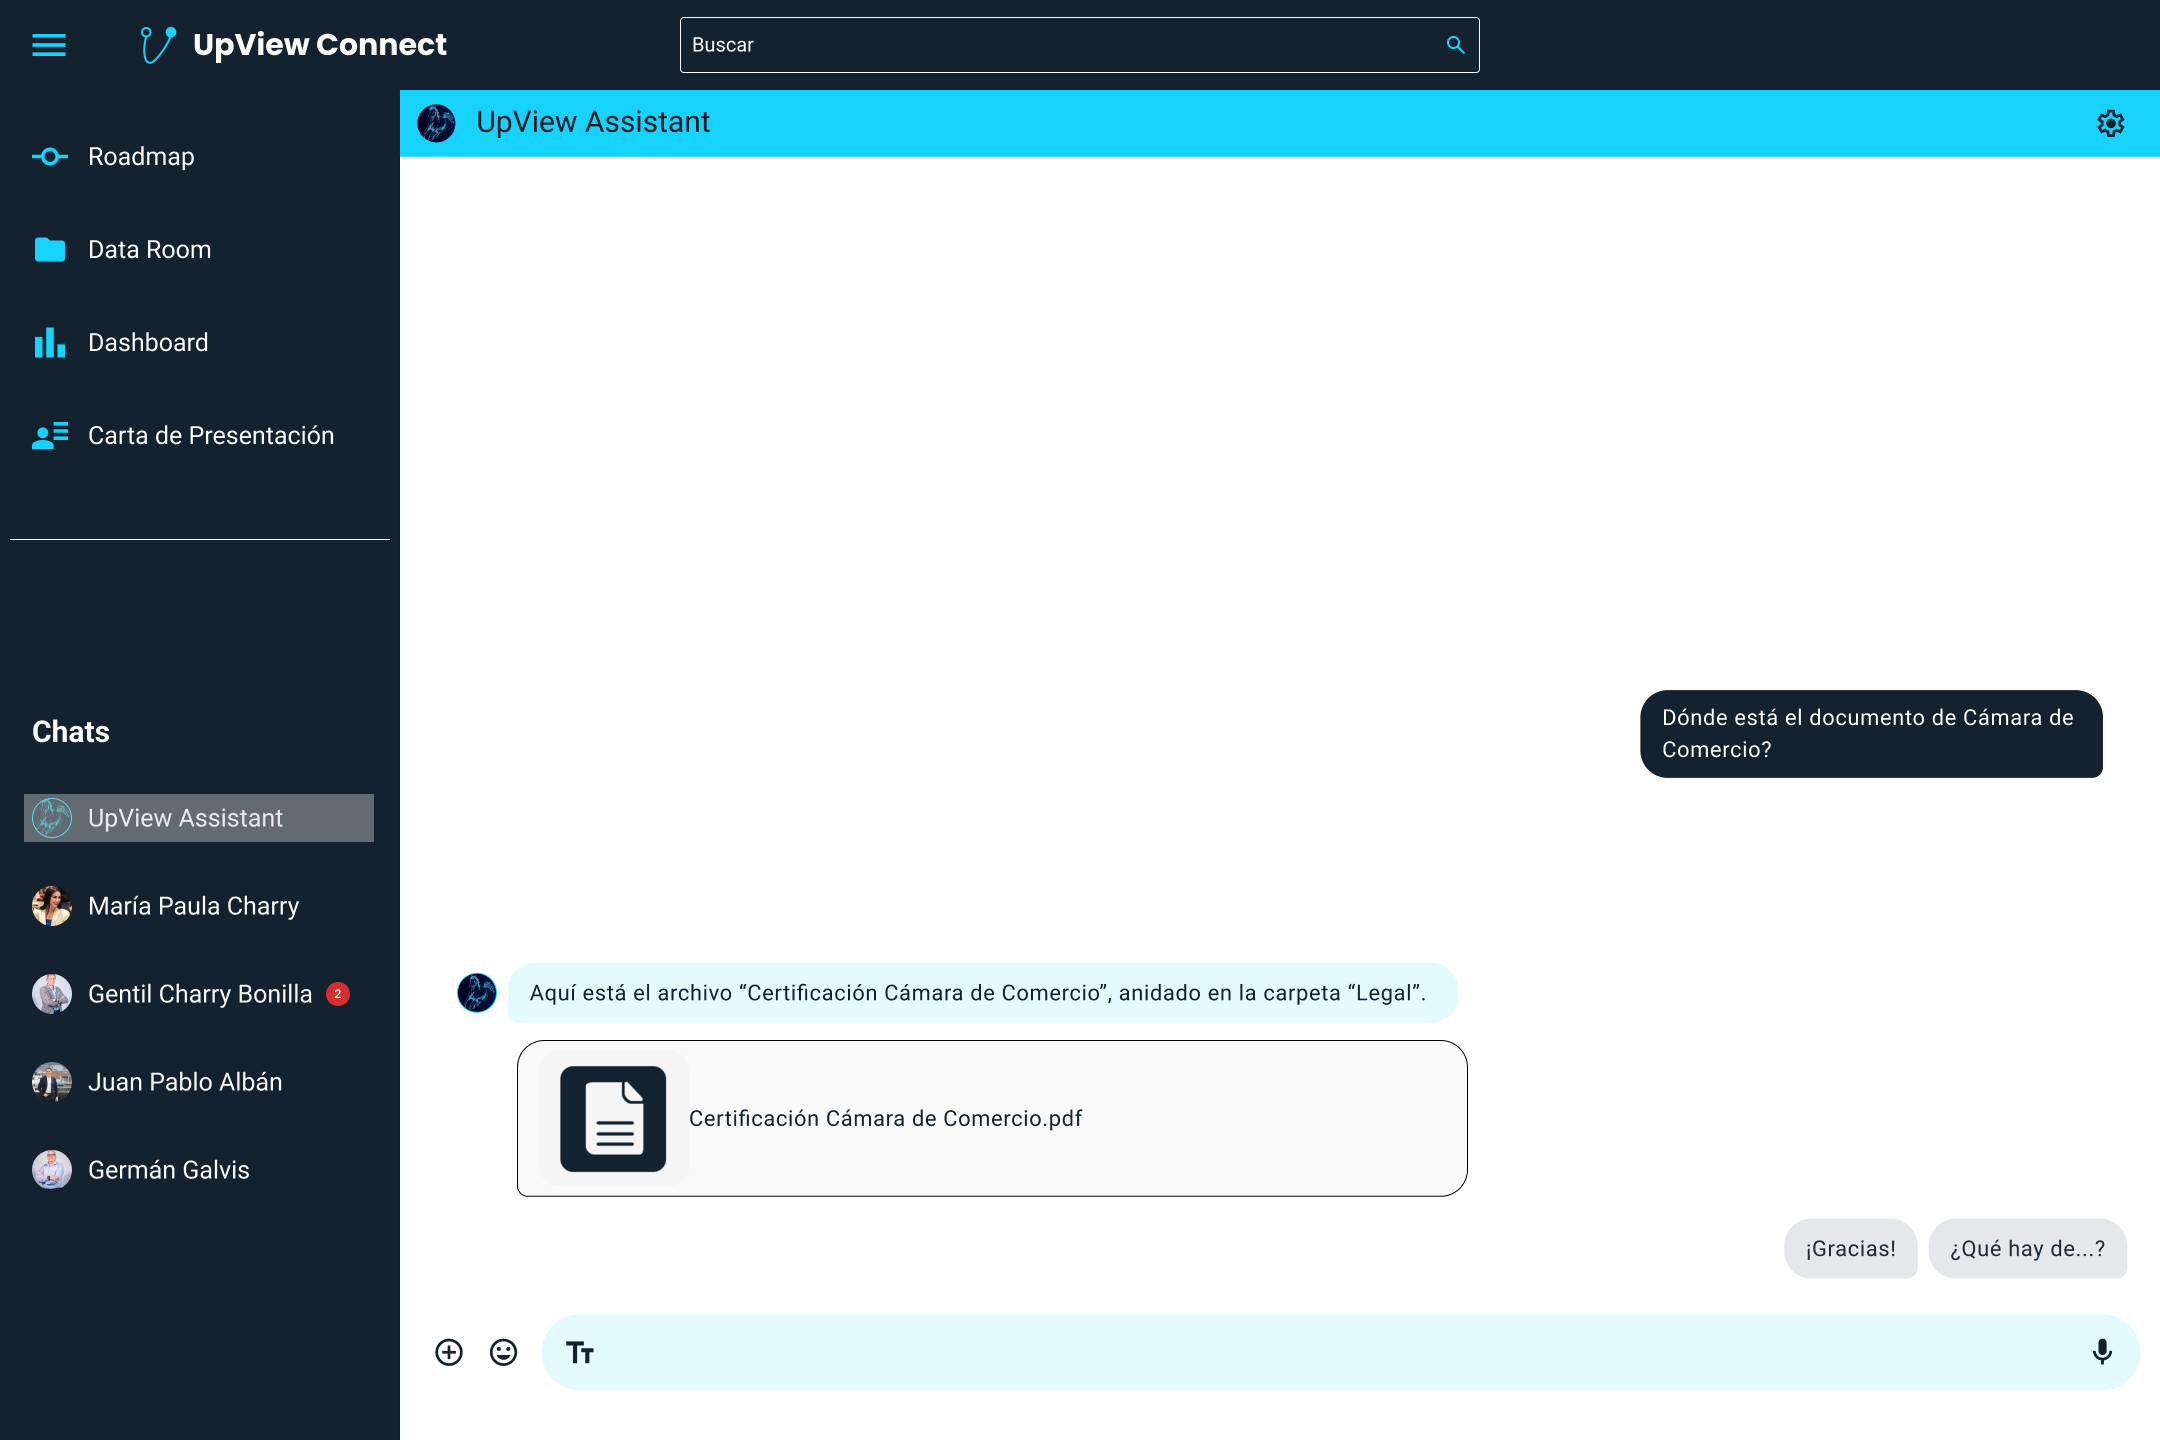 UpView Connect
Buscar
Roadmap
Data Room
Dashboard
Carta de Presentación
Chats
UpView Assistant
María Paula Charry
Gentil Charry Bonilla 2
Juan Pablo Albán
Germán Galvis
UpView Assistant
Dónde está el documento de Cámara de
Comercio?
Aquí está el archivo “Certificación Cámara de Comercio”, anidado en la carpeta “Legal”.
Certificación Cámara de Comercio.pdf
¡Gracias!
¿Qué hay de...?
Tт